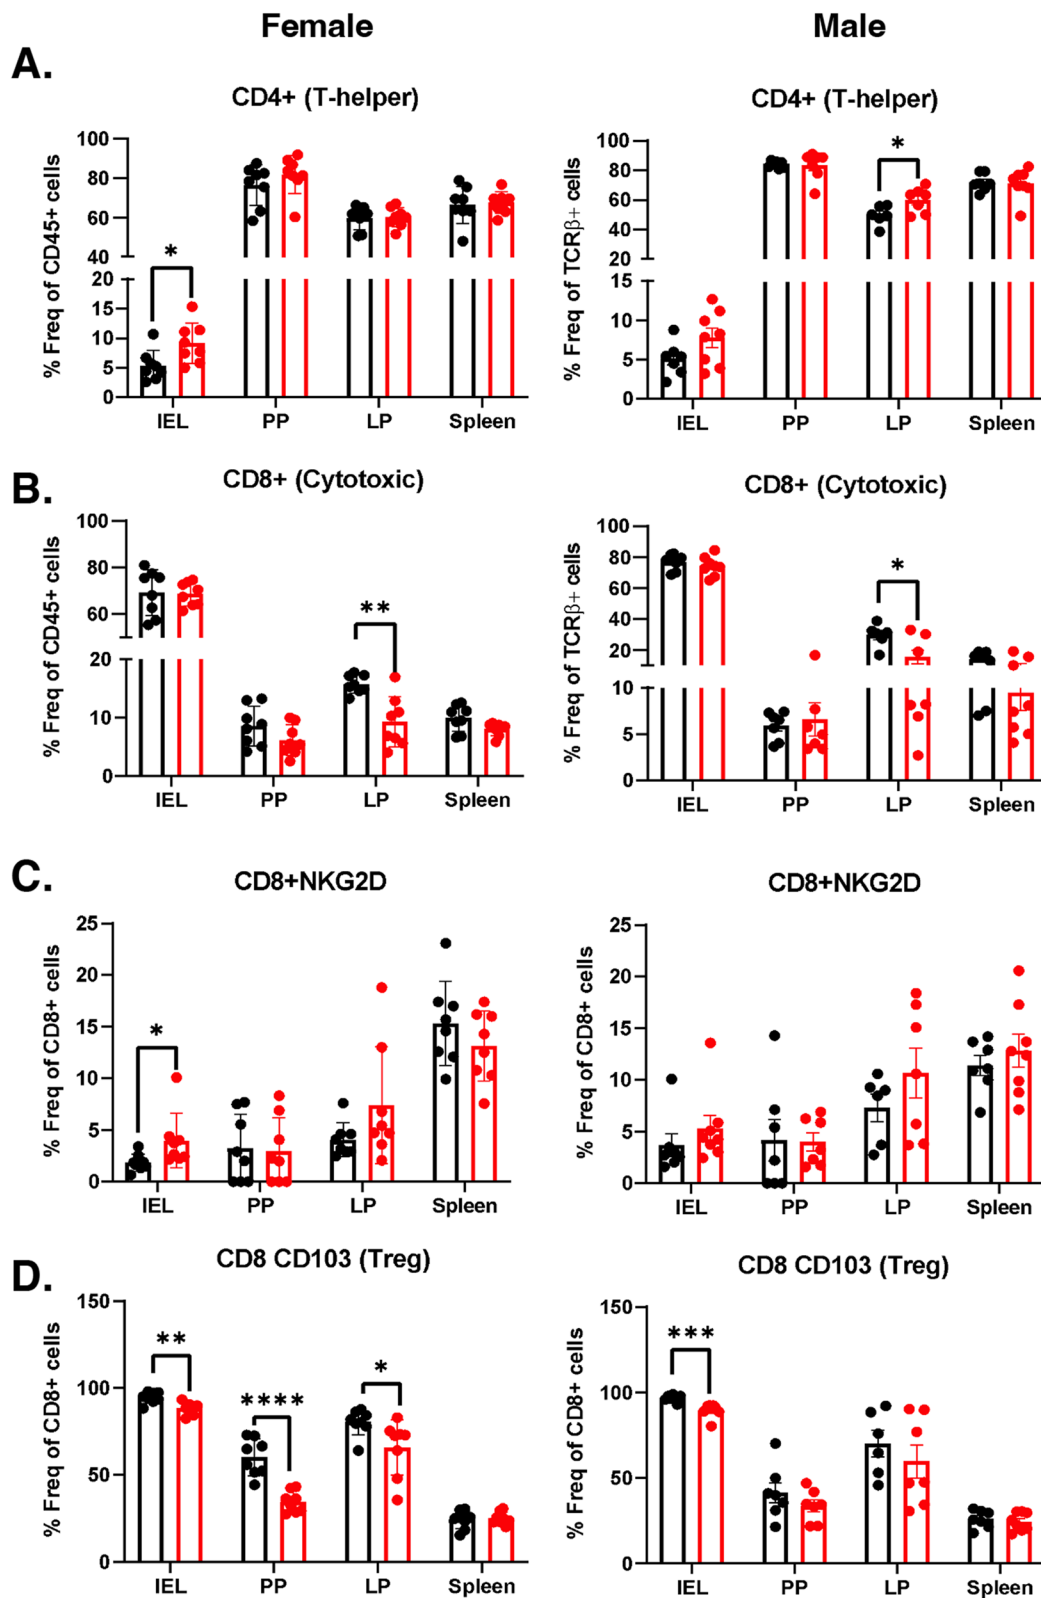 Female Male
A.
CD4+ (T-helper)
% Freq of CD45+ cells
100
80
60
40
20
15
10
5
0
*
IEL PP LP Spleen
CD4+ (T-helper)
% Freq of TCRβ+ cells
100
80
60
40
20
15
10
5
0
*
IEL PP LP Spleen
B.
CD8+ (Cytotoxic)
% Freq of CD45+ cells
100
80
60
20
10
0
**
IEL PP LP Spleen
CD8+ (Cytotoxic)
% Freq of TCRβ+ cells
100
80
60
40
20
10
5
0
*
IEL PP LP Spleen
C.
CD8+NKG2D
% Freq of CD8+ cells
25
20
15
10
5
0
*
IEL PP LP Spleen
CD8+NKG2D
% Freq of CD8+ cells
25
20
15
10
5
0
IEL PP LP Spleen
D.
CD8 CD103 (Treg)
% Freq of CD8+ cells
150
100
50
0
**
****
*
IEL PP LP Spleen
CD8 CD103 (Treg)
% Freq of CD8+ cells
150
100
50
0
***
IEL PP LP Spleen